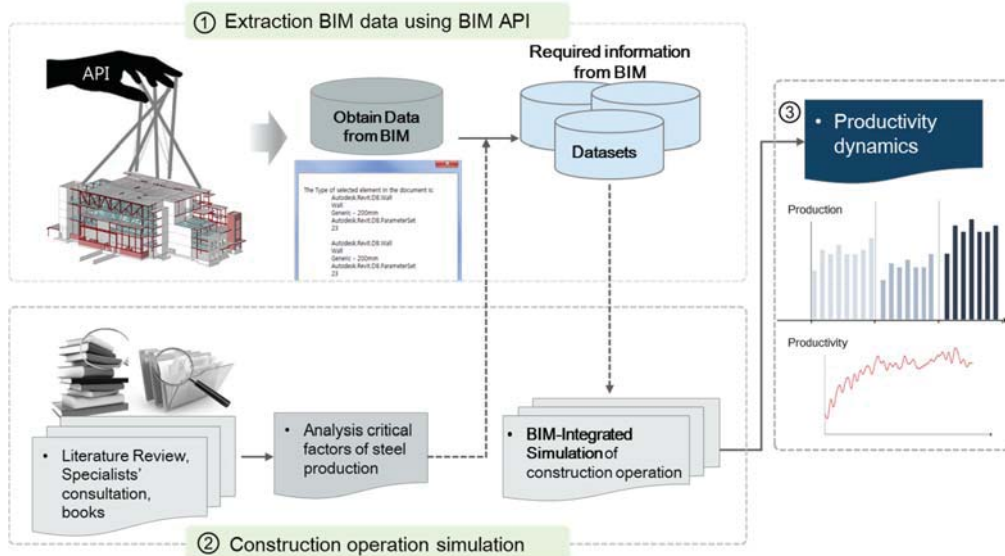 ① Extraction BIM data using BIM API
API
Obtain Data
from BIM
Required information
from BIM
Datasets
The Type of selected element in the document is:
Autodesk.Revit.DB.Wall
Wall
Generic - 200mm
Autodesk.Revit.DB.ParameterSet
23
Autodesk.Revit.DB.Wall
Wall
Generic - 200mm
Autodesk.Revit.DB.ParameterSet
23
③
• Productivity
dynamics
Production
Productivity
• Literature Review,
Specialists'
consultation,
books
• Analysis critical
factors of steel
production
• BIM-Integrated
Simulation of
construction operation
② Construction operation simulation